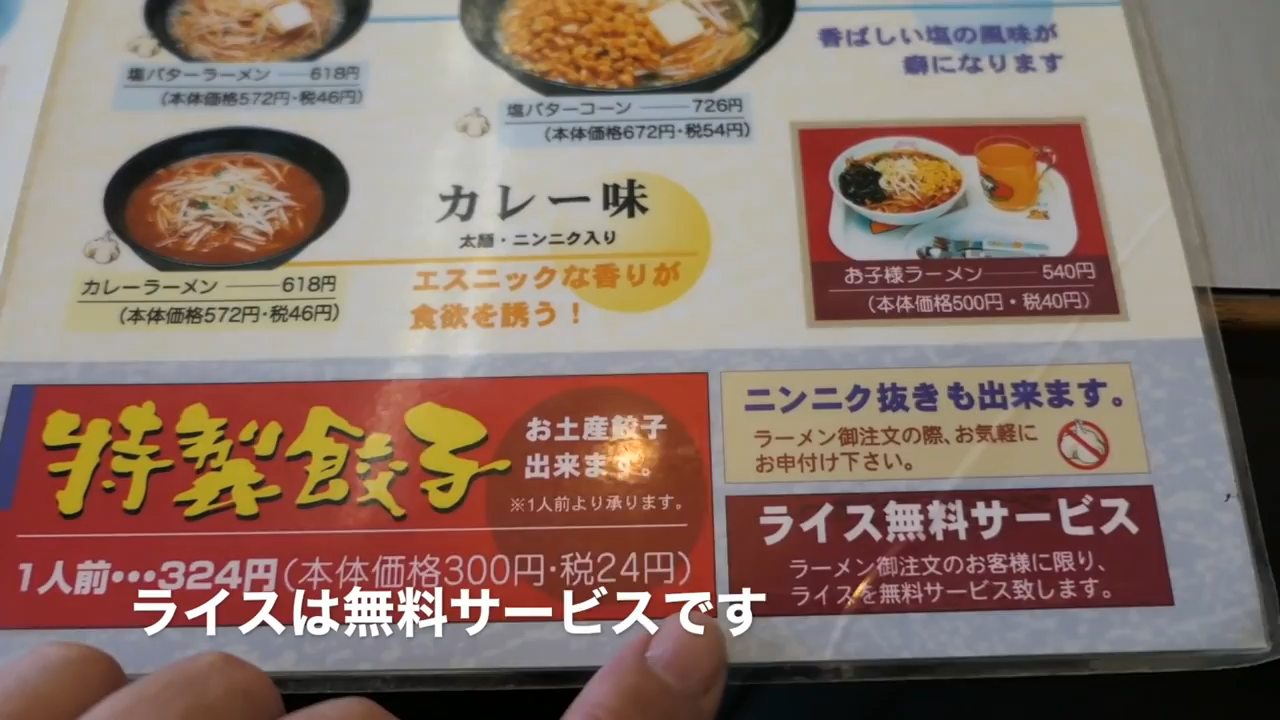 塩バターラーメン 618円
(本体価格572円・税46円)
塩バターコーン 726円
(本体価格672円・税54円)
香ばしい塩の風味が
癖になります
カレー味
太麺・ニンニク入り
エスニックな香りが
食欲を誘う！
カレーラーメン 618円
(本体価格572円・税46円)
お子様ラーメン 540円
(本体価格500円・税40円)
特製餃子
お土産餃子
出来ます。
※1人前より承ります。
1人前･･･324円(本体価格300円・税24円)
ニンニク抜きも出来ます。
ラーメン御注文の際、お気軽に
お申付け下さい。
ライス無料サービス
ラーメン御注文のお客様に限り、
ライスを無料サービス致します。
ライスは無料サービスです